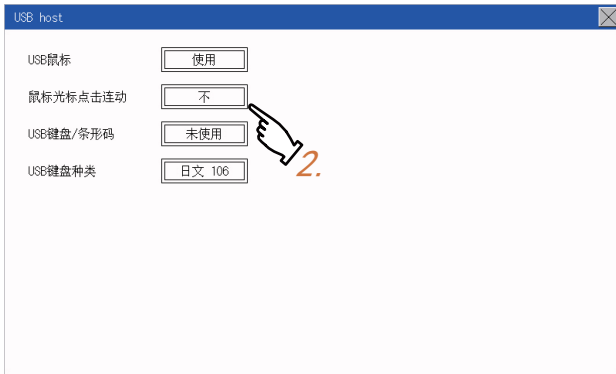 USB host
USB鼠标 使用
鼠标光标点击连动 不
USB键盘/条形码 未使用
USB键盘种类 日文 106
2.